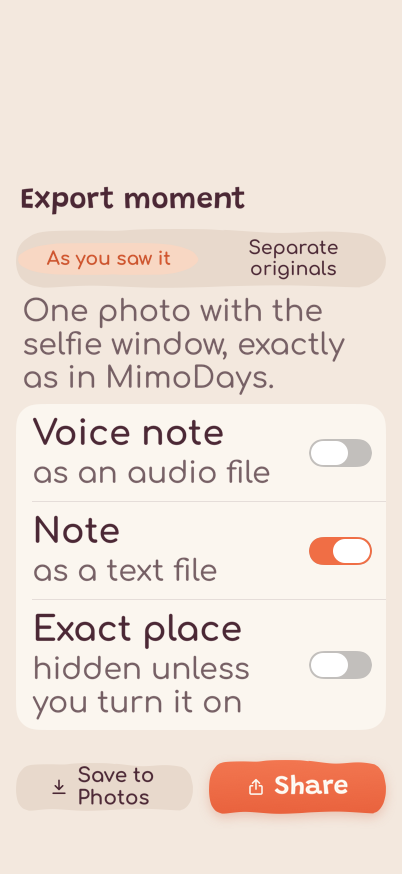 Export moment
As you saw it
Separate
originals
One photo with the
selfie window, exactly
as in MimoDays.
Voice note
as an audio file
Note
as a text file
Exact place
hidden unless
you turn it on
Save to
Photos
Share